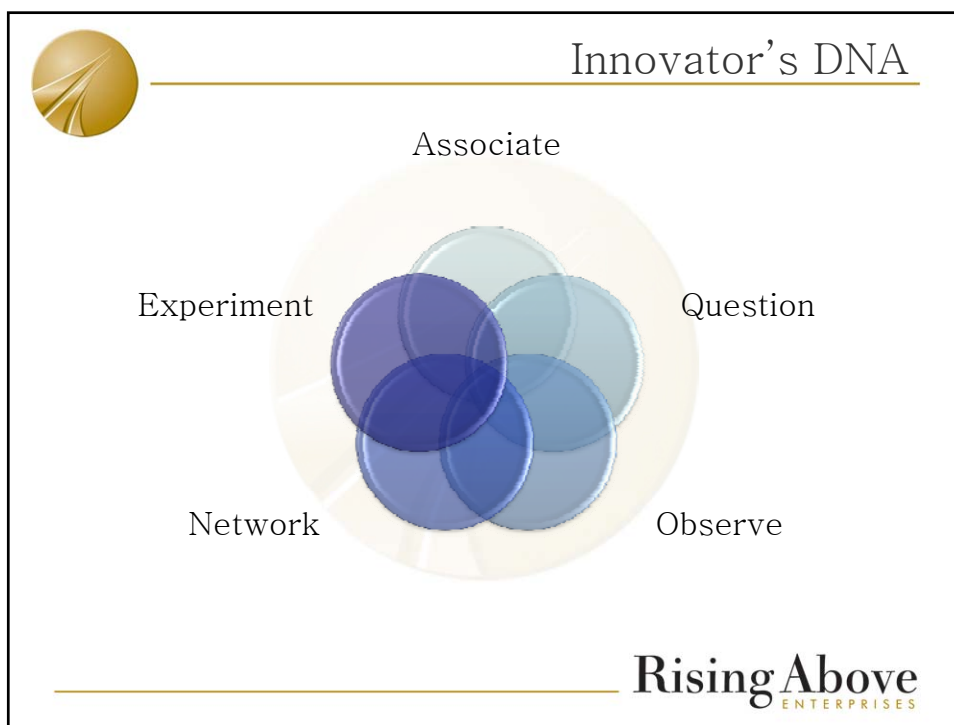 Innovator's DNA
Associate
Experiment
Question
Network
Observe
Rising Above
ENTERPRISES